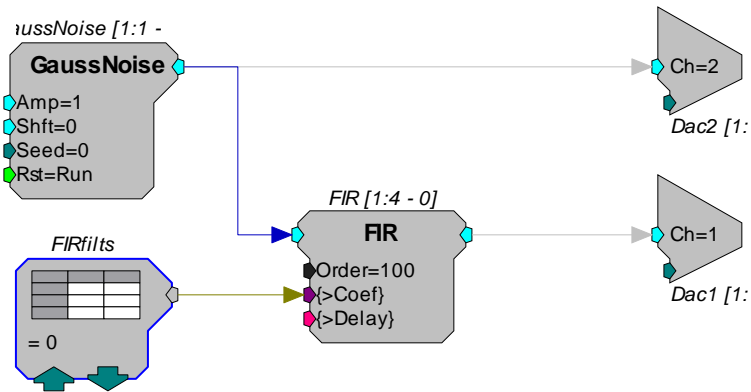 aussNoise [1:1 -
GaussNoise
Amp=1
Shft=0
Seed=0
Rst=Run
Ch=2
Dac2 [1:
FIR [1:4 - 0]
FIR
Order=100
{>Coef}
{>Delay}
Ch=1
Dac1 [1:
FIRfilts
= 0